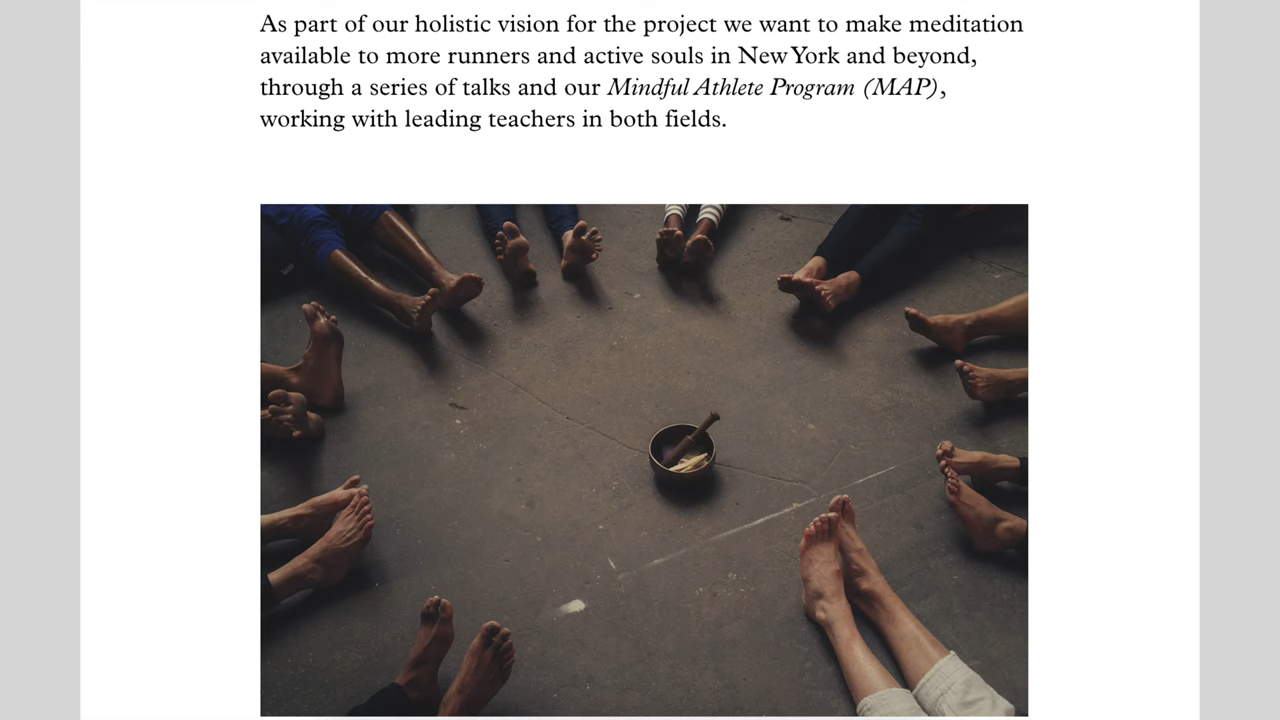 As part of our holistic vision for the project we want to make meditation
available to more runners and active souls in New York and beyond,
through a series of talks and our Mindful Athlete Program (MAP),
working with leading teachers in both fields.